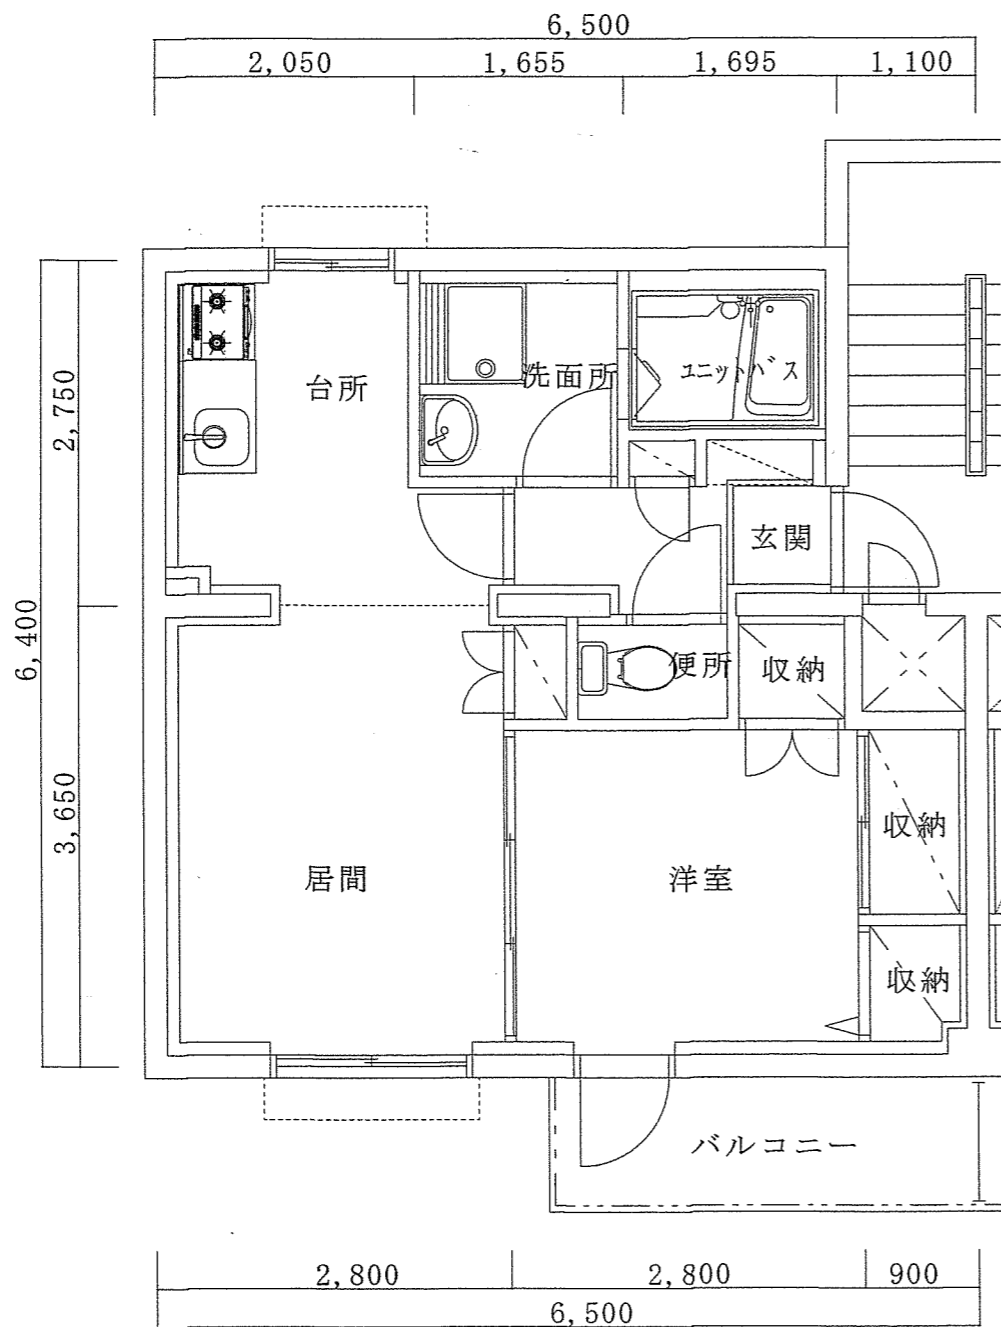 6,500
2,050
1,655
1,695
1,100
2,750
6,400
3,650
台所
洗面所
ユニットバス
玄関
便所
収納
居間
洋室
収納
収納
バルコニー
2,800
2,800
900
6,500